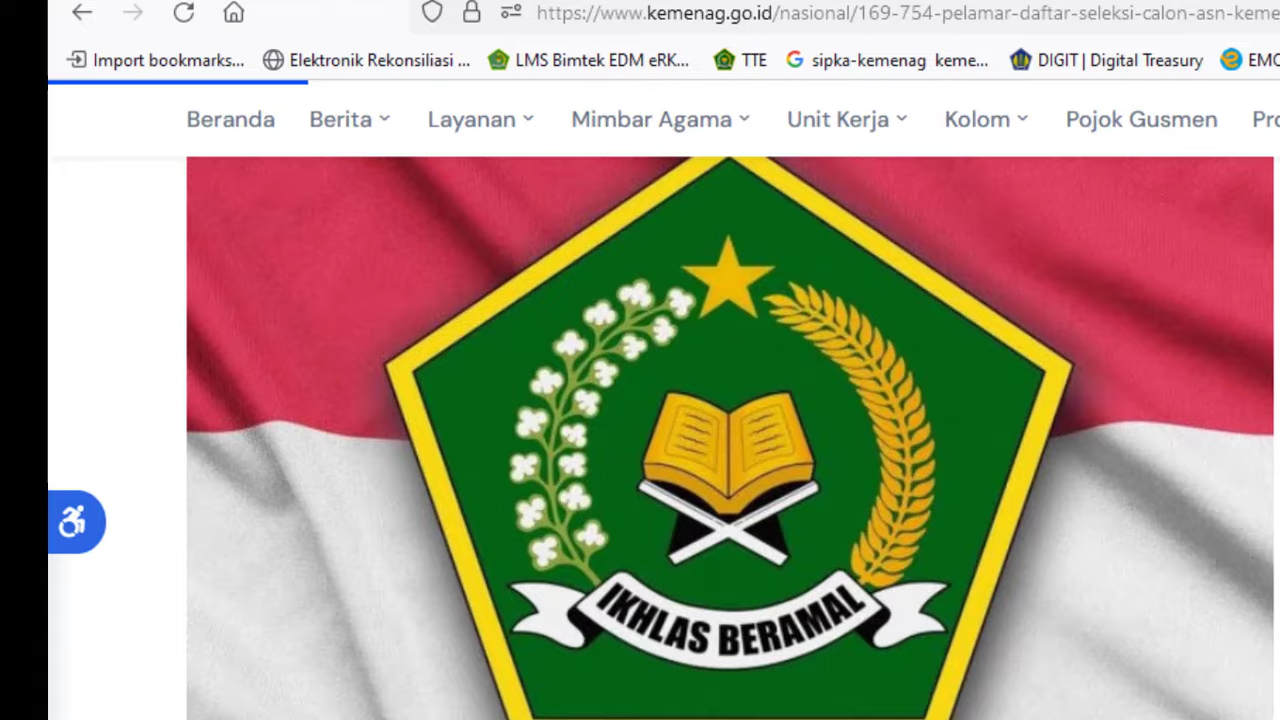 https://www.kemenag.go.id/nasional/169-754-pelamar-daftar-seleksi-calon-asn-keme
Import bookmarks... Elektronik Rekonsiliasi ... LMS Bimtek EDM eRK... TTE sipka-kemenag keme... DIGIT | Digital Treasury EMO
Beranda Berita Layanan Mimbar Agama Unit Kerja Kolom Pojok Gusmen Pro
IKHLAS BERAMAL